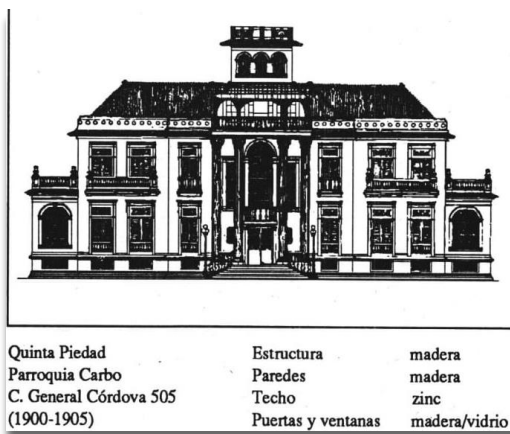 Quinta Piedad
Parroquia Carbo
C. General Córdova 505
(1900-1905)
Estructura madera
Paredes madera
Techo zinc
Puertas y ventanas madera/vidrio